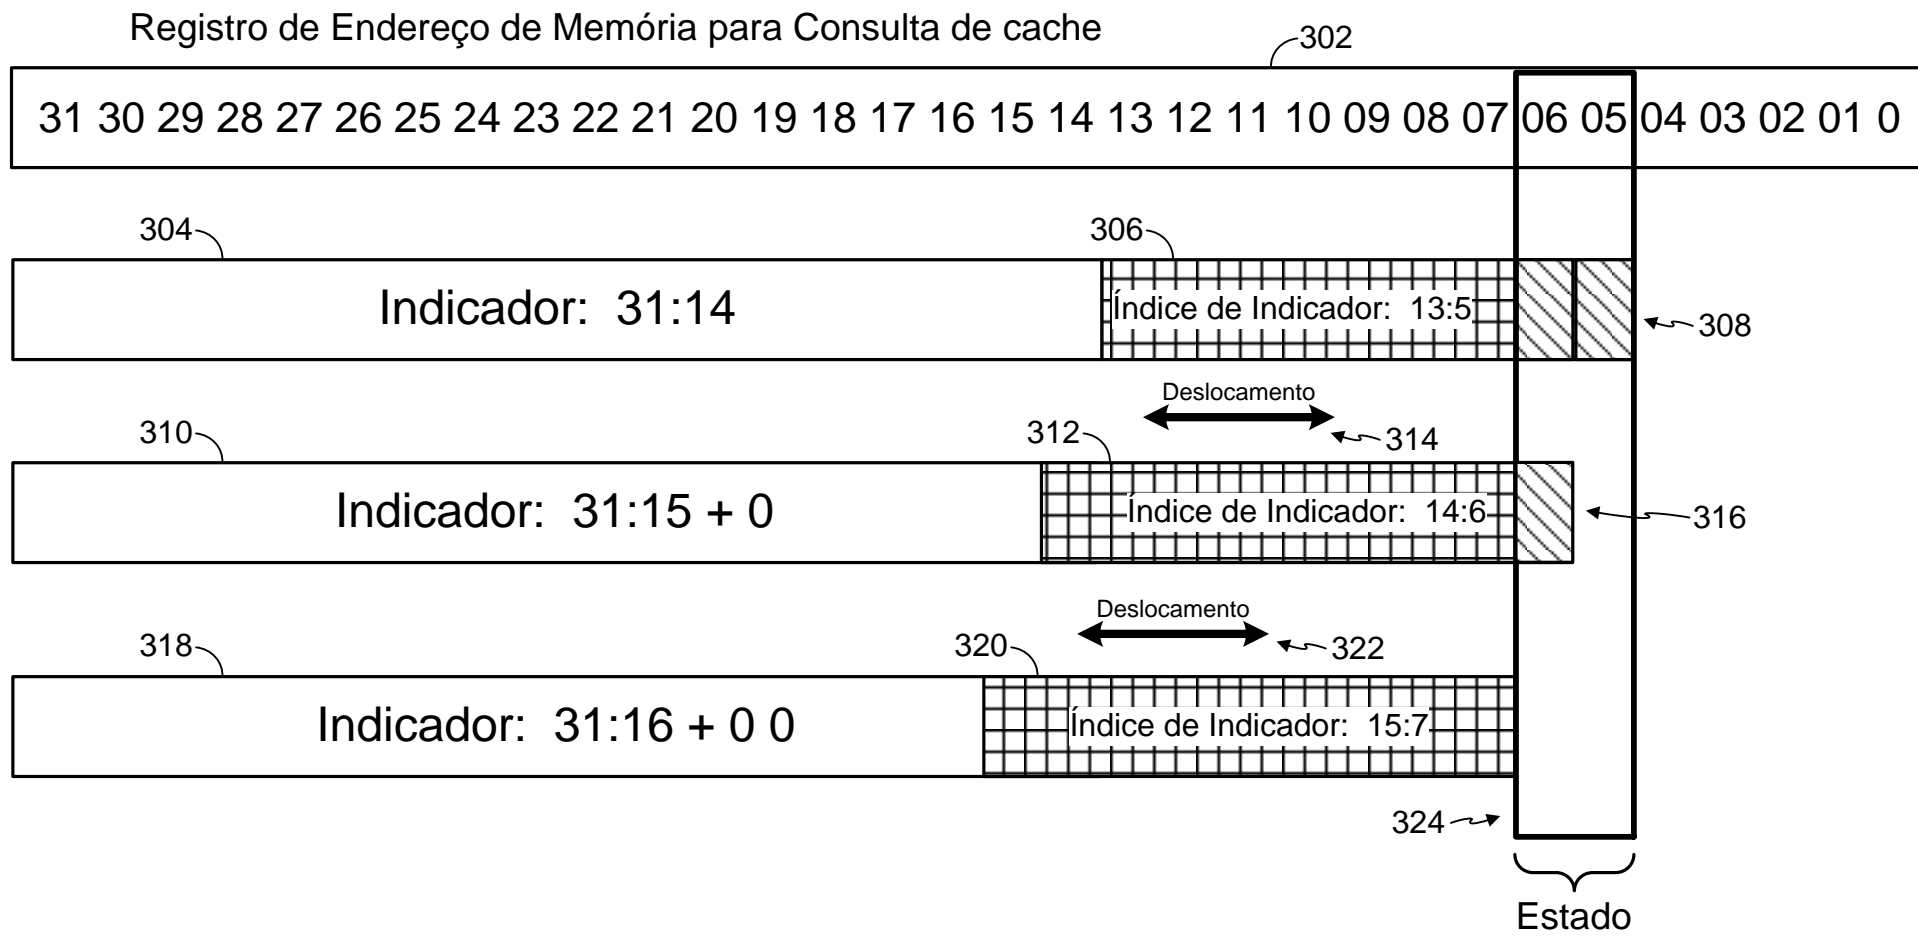 Registro de Endereço de Memória para Consulta de cache
302
31 30 29 28 27 26 25 24 23 22 21 20 19 18 17 16 15 14 13 12 11 10 09 08 07 06 05 04 03 02 01 0
304
306
Indicador: 31:14
Índice de Indicador: 13:5
308
Deslocamento
310
312
314
Indicador: 31:15 + 0
Índice de Indicador: 14:6
316
Deslocamento
318
320
322
Indicador: 31:16 + 0 0
Índice de Indicador: 15:7
324
Estado